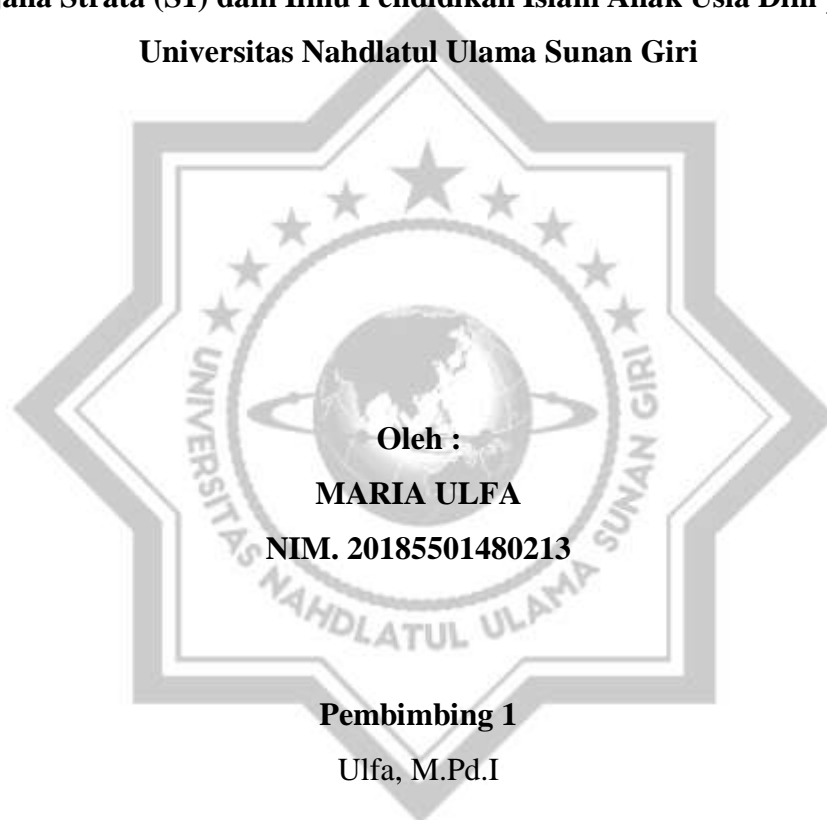 Strata (S1) dalm Ilmu Pendidikan Islam Anak Usia Dini
Universitas Nahdlatul Ulama Sunan Giri
UNIVERSITAS NAHDLATUL ULAMA SUNAN GIRI
Oleh :
MARIA ULFA
NIM. 20185501480213
Pembimbing 1
Ulfa, M.Pd.I